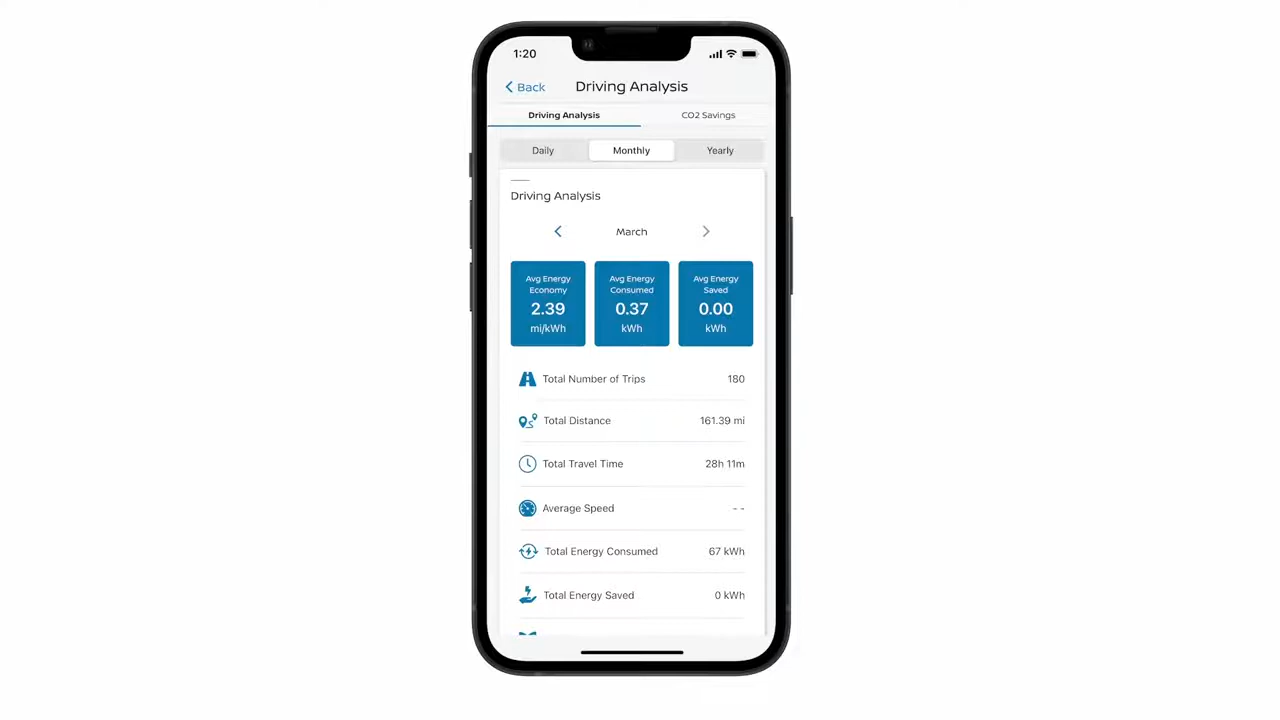 1:20
Back
Driving Analysis
Driving Analysis
CO2 Savings
Daily
Monthly
Yearly
Driving Analysis
March
Avg Energy
Economy
2.39
mi/kWh
Avg Energy
Consumed
0.37
kWh
Avg Energy
Saved
0.00
kWh
Total Number of Trips 180
Total Distance 161.39 mi
Total Travel Time 28h 11m
Average Speed - -
Total Energy Consumed 67 kWh
Total Energy Saved 0 kWh